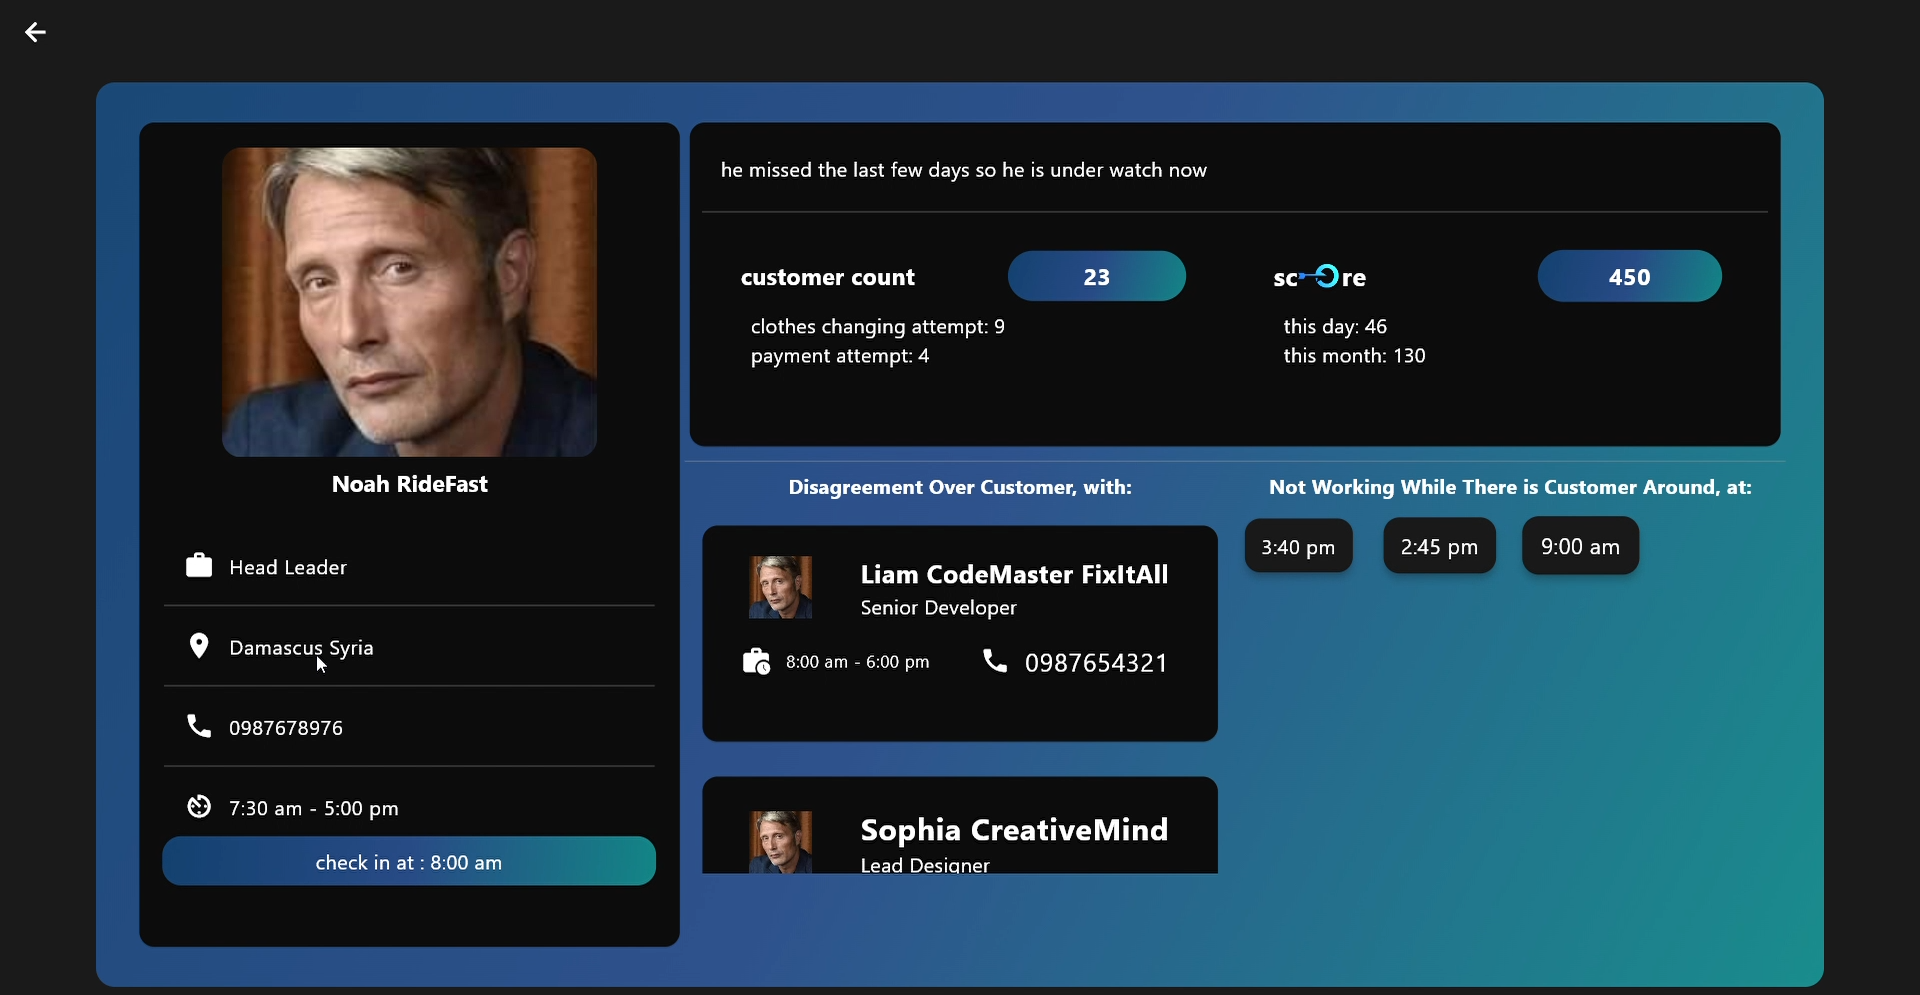 Noah RideFast
Head Leader
Damascus Syria
0987678976
7:30 am - 5:00 pm
check in at : 8:00 am
he missed the last few days so he is under watch now
customer count
23
clothes changing attempt: 9
payment attempt: 4
score
450
this day: 46
this month: 130
Disagreement Over Customer, with:
Liam CodeMaster FixItAll
Senior Developer
8:00 am - 6:00 pm
0987654321
Sophia CreativeMind
Lead Designer
Not Working While There is Customer Around, at:
3:40 pm
2:45 pm
9:00 am